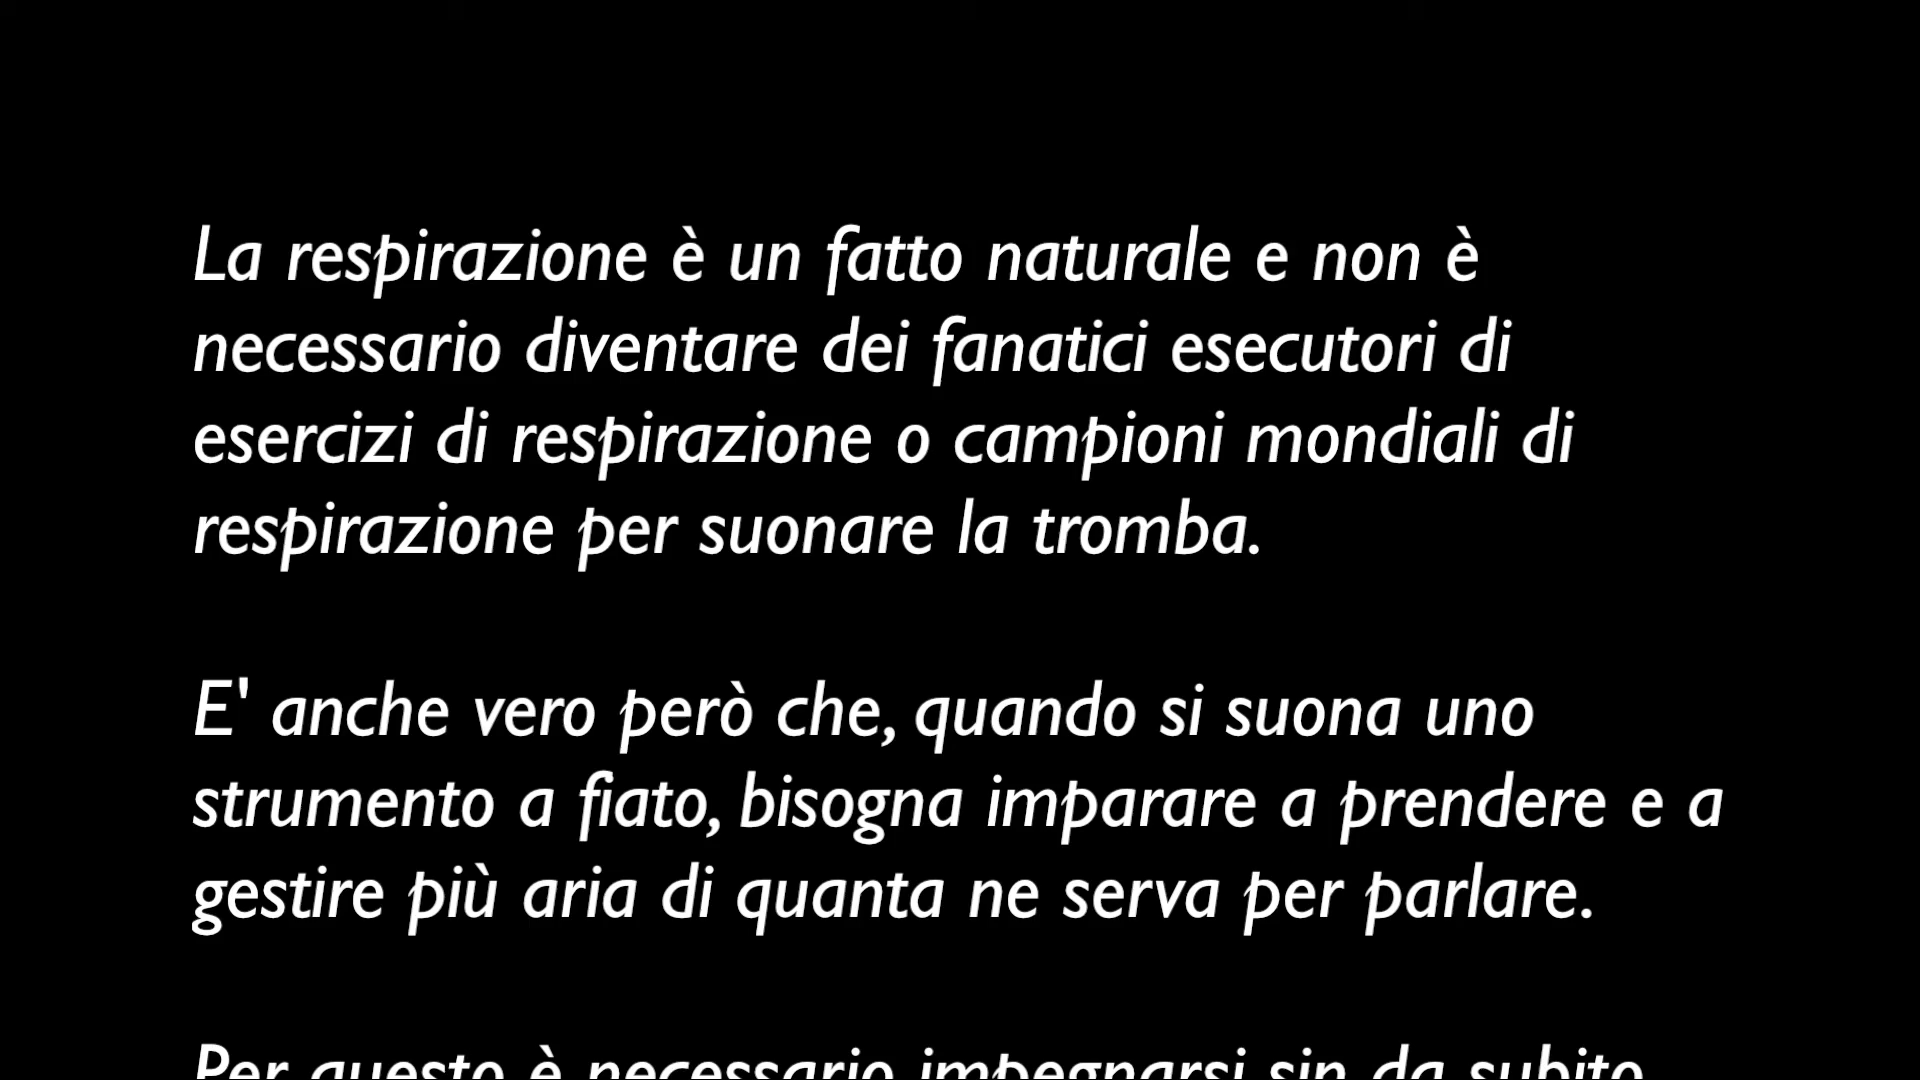 La respirazione è un fatto naturale e non è
necessario diventare dei fanatici esecutori di
esercizi di respirazione o campioni mondiali di
respirazione per suonare la tromba.
E' anche vero però che, quando si suona uno
strumento a fiato, bisogna imparare a prendere e a
gestire più aria di quanta ne serva per parlare.
Per questo è necessario impegnarsi sin da subito